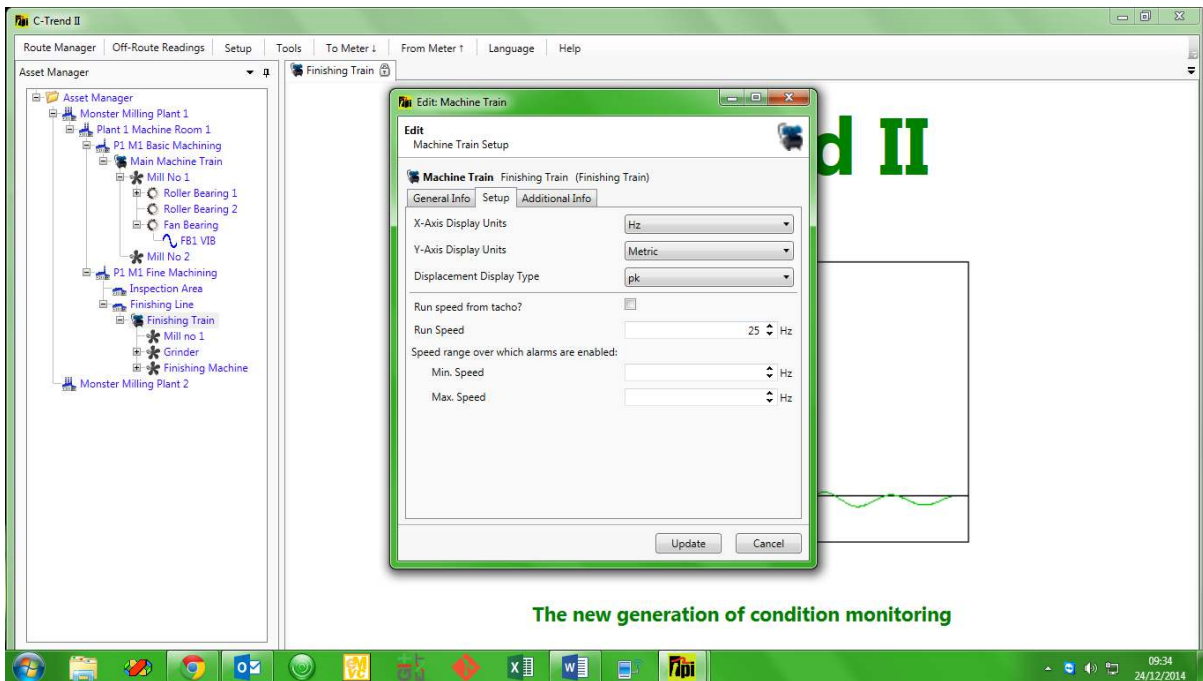 C-Trend II
Route Manager Off-Route Readings Setup Tools To Meter ↓ From Meter ↑ Language Help
Asset Manager
Finishing Train
Asset Manager
Monster Milling Plant 1
Plant 1 Machine Room 1
P1 M1 Basic Machining
Main Machine Train
Mill No 1
Roller Bearing 1
Roller Bearing 2
Fan Bearing
FB1 VIB
Mill No 2
P1 M1 Fine Machining
Inspection Area
Finishing Line
Finishing Train
Mill no 1
Grinder
Finishing Machine
Monster Milling Plant 2
d II
Edit: Machine Train
Edit
Machine Train Setup
Machine Train Finishing Train (Finishing Train)
General Info Setup Additional Info
X-Axis Display Units Hz
Y-Axis Display Units Metric
Displacement Display Type pk
Run speed from tacho?
Run Speed 25 Hz
Speed range over which alarms are enabled:
Min. Speed Hz
Max. Speed Hz
Update Cancel
The new generation of condition monitoring
09:34
24/12/2014